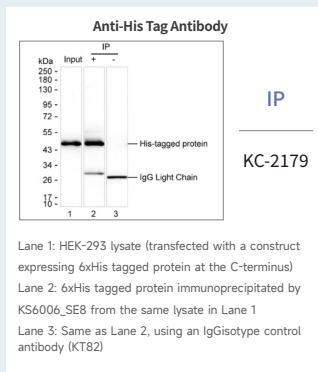 Anti-His Tag Antibody
IP
kDa Input + -
250 -
180 -
130 -
95 -
72 -
55 -
43 -
34 -
26 -
17 -
10 -
His-tagged protein
IgG Light Chain
1 2 3
IP
KC-2179
Lane 1: HEK-293 lysate (transfected with a construct
expressing 6xHis tagged protein at the C-terminus)
Lane 2: 6xHis tagged protein immunoprecipitated by
KS6006_SE8 from the same lysate in Lane 1
Lane 3: Same as Lane 2, using an IgGisotype control
antibody (KT82)